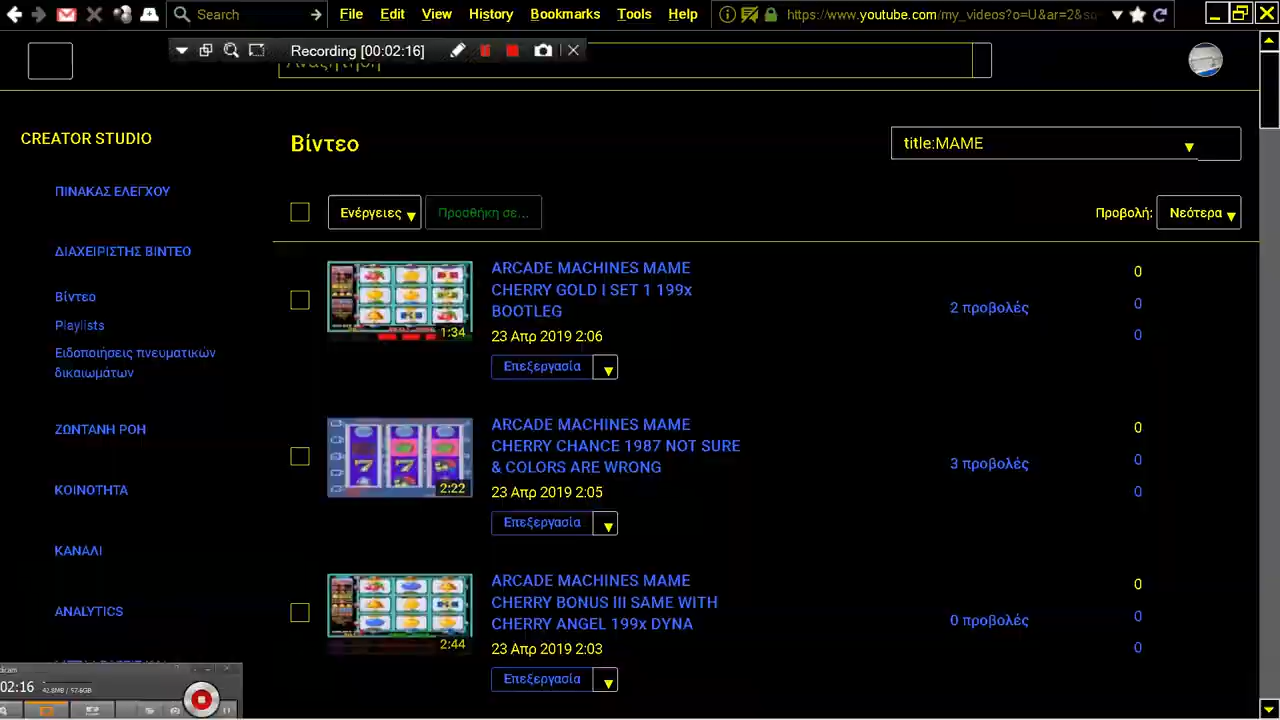 Search
File Edit View History Bookmarks Tools Help
https://www.youtube.com/my_videos?o=U&ar=2&sq
Recording [00:02:16]
Αναζήτηση
CREATOR STUDIO
Βίντεο
title:MAME
ΠΙΝΑΚΑΣ ΕΛΕΓΧΟΥ
Ενέργειες
Προσθήκη σε...
Προβολή:
Νεότερα
ΔΙΑΧΕΙΡΙΣΤΗΣ ΒΙΝΤΕΟ
Βίντεο
Playlists
Ειδοποιήσεις πνευματικών
δικαιωμάτων
ΖΩΝΤΑΝΗ ΡΟΗ
ΚΟΙΝΟΤΗΤΑ
ΚΑΝΑΛΙ
ANALYTICS
1:34
ARCADE MACHINES MAME
CHERRY GOLD I SET 1 199x
BOOTLEG
23 Απρ 2019 2:06
Επεξεργασία
2 προβολές
0
0
0
2:22
ARCADE MACHINES MAME
CHERRY CHANCE 1987 NOT SURE
& COLORS ARE WRONG
23 Απρ 2019 2:05
Επεξεργασία
3 προβολές
0
0
0
2:44
ARCADE MACHINES MAME
CHERRY BONUS III SAME WITH
CHERRY ANGEL 199x DYNA
23 Απρ 2019 2:03
Επεξεργασία
0 προβολές
0
0
0
02:16
42.8MB / 57.6GB